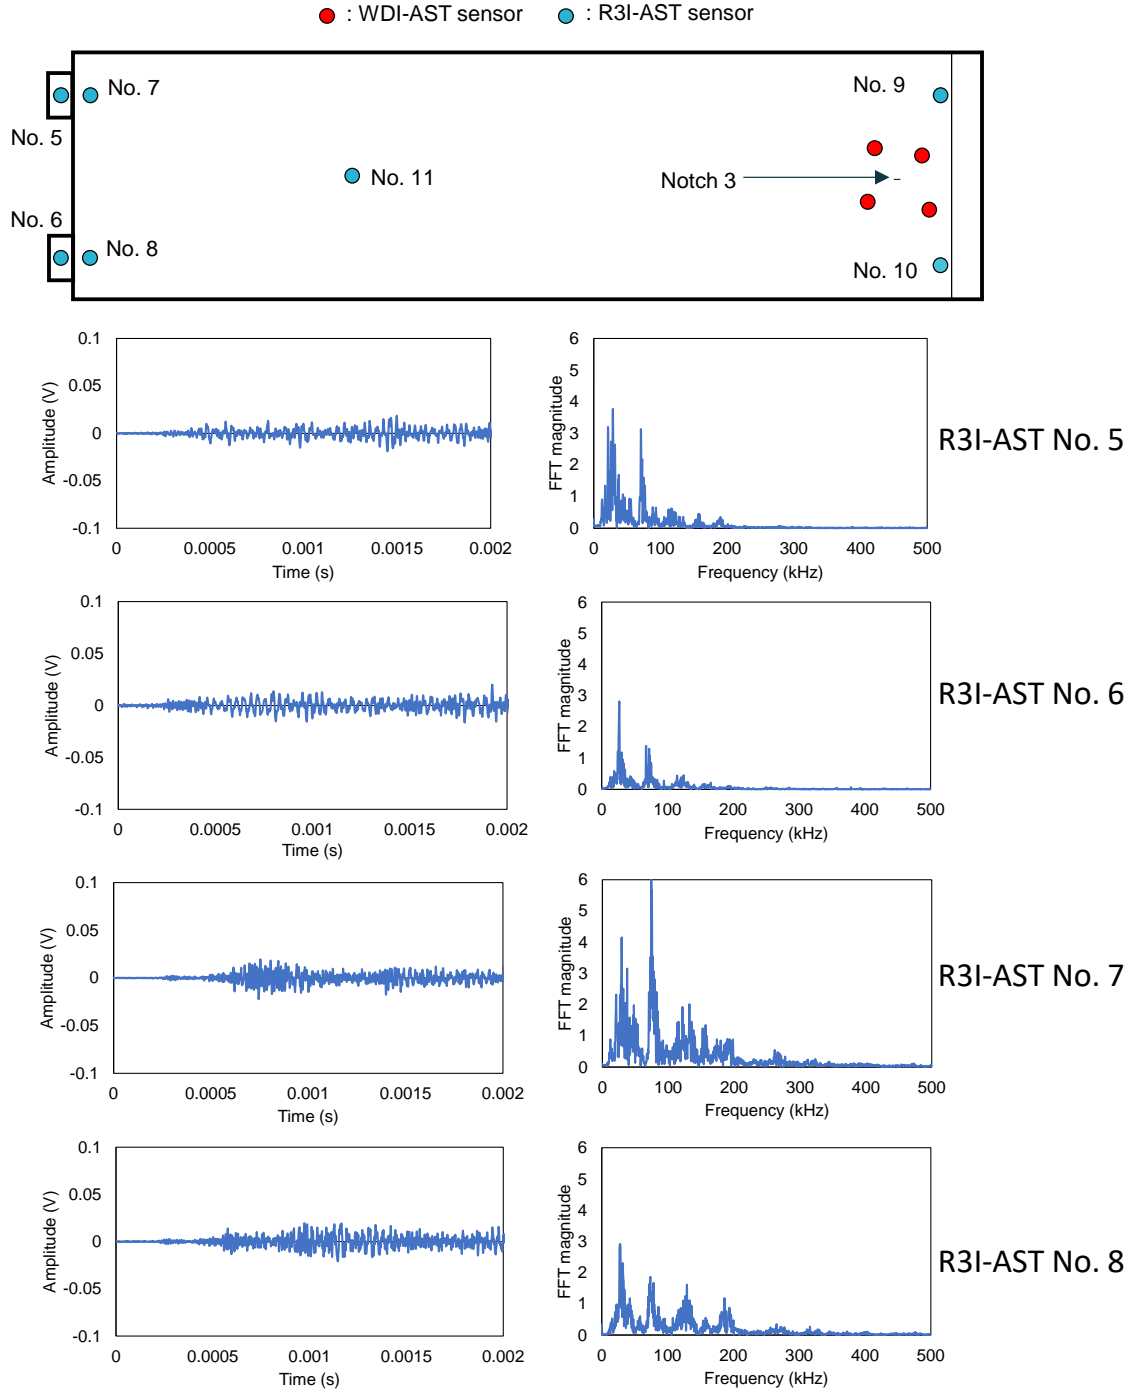 : WDI-AST sensor : R3I-AST sensor
No. 7
No. 9
No. 5
No. 11
Notch 3
No. 6
No. 8
No. 10
0.1
0.05
0
-0.05
-0.1
Amplitude (V)
0 0.0005 0.001 0.0015 0.002
Time (s)
6
5
4
3
2
1
0
FFT magnitude
0 100 200 300 400 500
Frequency (kHz)
R3I-AST No. 5
0.1
0.05
0
-0.05
-0.1
Amplitude (V)
0 0.0005 0.001 0.0015 0.002
Time (s)
6
5
4
3
2
1
0
FFT magnitude
0 100 200 300 400 500
Frequency (kHz)
R3I-AST No. 6
0.1
0.05
0
-0.05
-0.1
Amplitude (V)
0 0.0005 0.001 0.0015 0.002
Time (s)
6
5
4
3
2
1
0
FFT magnitude
0 100 200 300 400 500
Frequency (kHz)
R3I-AST No. 7
0.1
0.05
0
-0.05
-0.1
Amplitude (V)
0 0.0005 0.001 0.0015 0.002
Time (s)
6
5
4
3
2
1
0
FFT magnitude
0 100 200 300 400 500
Frequency (kHz)
R3I-AST No. 8